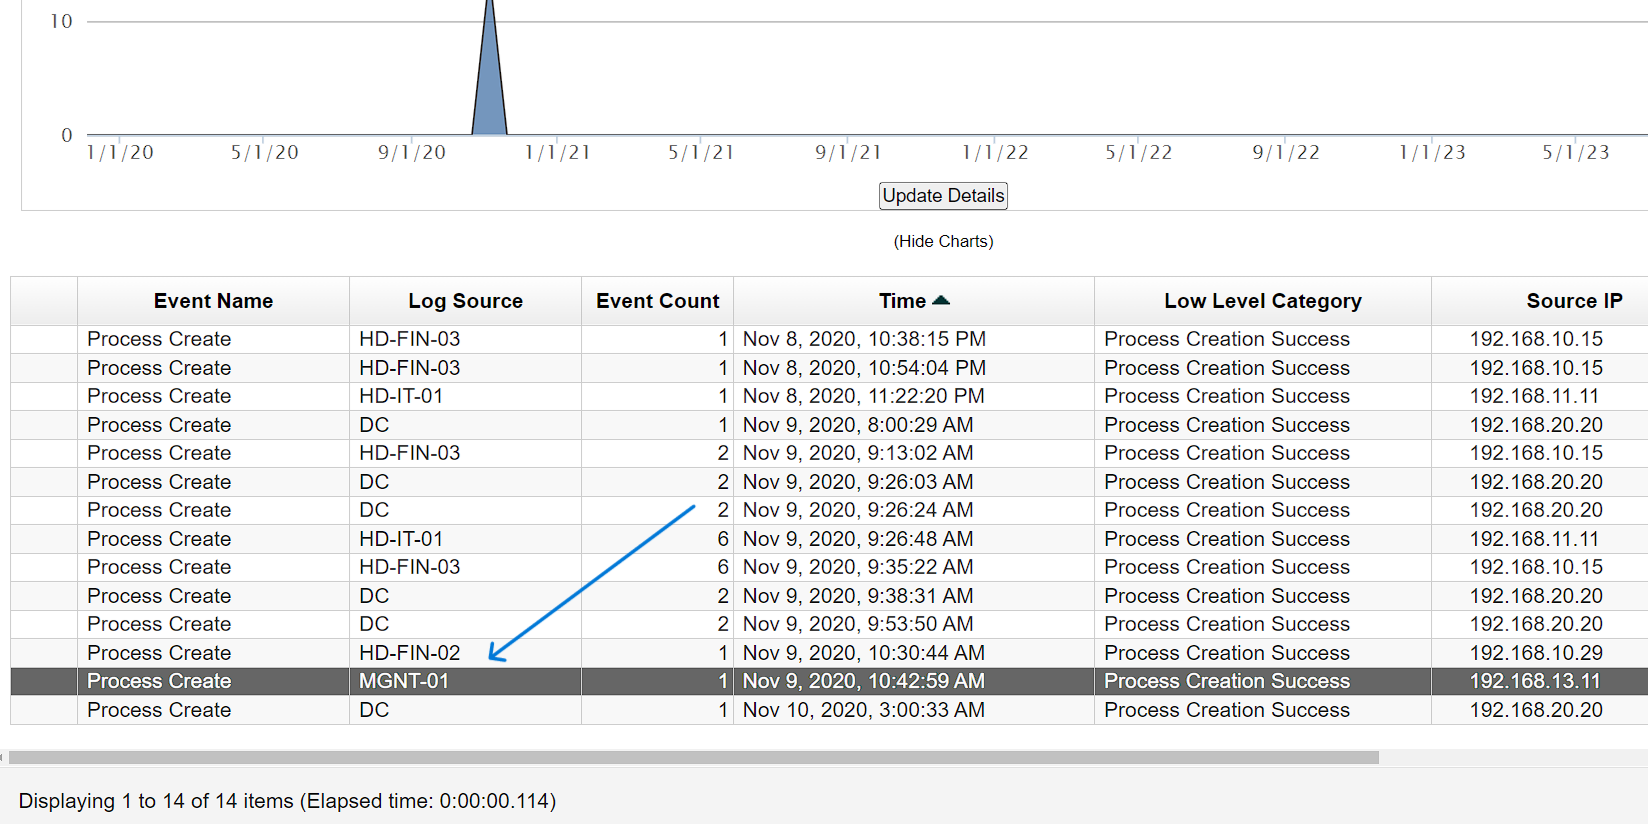 10
0
1/1/20 5/1/20 9/1/20 1/1/21 5/1/21 9/1/21 1/1/22 5/1/22 9/1/22 1/1/23 5/1/23
Update Details
(Hide Charts)
Event Name Log Source Event Count Time Low Level Category Source IP
Process Create HD-FIN-03 1 Nov 8, 2020, 10:38:15 PM Process Creation Success 192.168.10.15
Process Create HD-FIN-03 1 Nov 8, 2020, 10:54:04 PM Process Creation Success 192.168.10.15
Process Create HD-IT-01 1 Nov 8, 2020, 11:22:20 PM Process Creation Success 192.168.11.11
Process Create DC 1 Nov 9, 2020, 8:00:29 AM Process Creation Success 192.168.20.20
Process Create HD-FIN-03 2 Nov 9, 2020, 9:13:02 AM Process Creation Success 192.168.10.15
Process Create DC 2 Nov 9, 2020, 9:26:03 AM Process Creation Success 192.168.20.20
Process Create DC 2 Nov 9, 2020, 9:26:24 AM Process Creation Success 192.168.20.20
Process Create HD-IT-01 6 Nov 9, 2020, 9:26:48 AM Process Creation Success 192.168.11.11
Process Create HD-FIN-03 6 Nov 9, 2020, 9:35:22 AM Process Creation Success 192.168.10.15
Process Create DC 2 Nov 9, 2020, 9:38:31 AM Process Creation Success 192.168.20.20
Process Create DC 2 Nov 9, 2020, 9:53:50 AM Process Creation Success 192.168.20.20
Process Create HD-FIN-02 1 Nov 9, 2020, 10:30:44 AM Process Creation Success 192.168.10.29
Process Create MGNT-01 1 Nov 9, 2020, 10:42:59 AM Process Creation Success 192.168.13.11
Process Create DC 1 Nov 10, 2020, 3:00:33 AM Process Creation Success 192.168.20.20
Displaying 1 to 14 of 14 items (Elapsed time: 0:00:00.114)